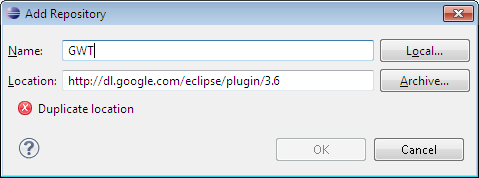 Add Repository
Name: GWT Local...
Location: http://dl.google.com/eclipse/plugin/3.6 Archive...
Duplicate location
? OK Cancel